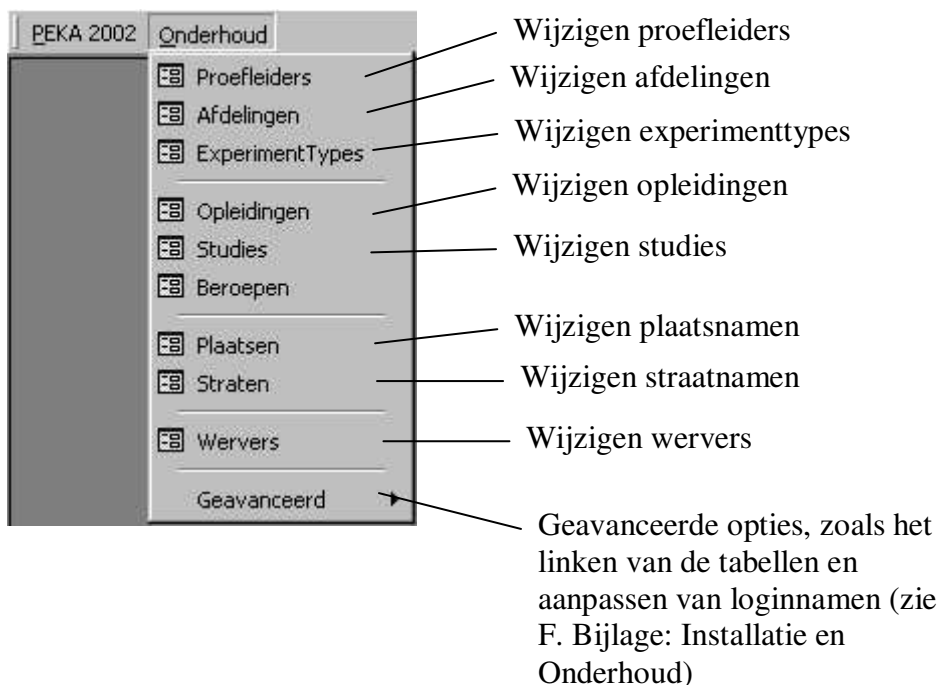 PEKA 2002 Onderhoud
Proefleiders
Afdelingen
ExperimentTypes
Opleidingen
Studies
Beroepen
Plaatsen
Straten
Wervers
Geavanceerd
Wijzigen proefleiders
Wijzigen afdelingen
Wijzigen experimenttypes
Wijzigen opleidingen
Wijzigen studies
Wijzigen plaatsnamen
Wijzigen straatnamen
Wijzigen wervers
Geavanceerde opties, zoals het
linken van de tabellen en
aanpassen van loginnamen (zie
F. Bijlage: Installatie en
Onderhoud)